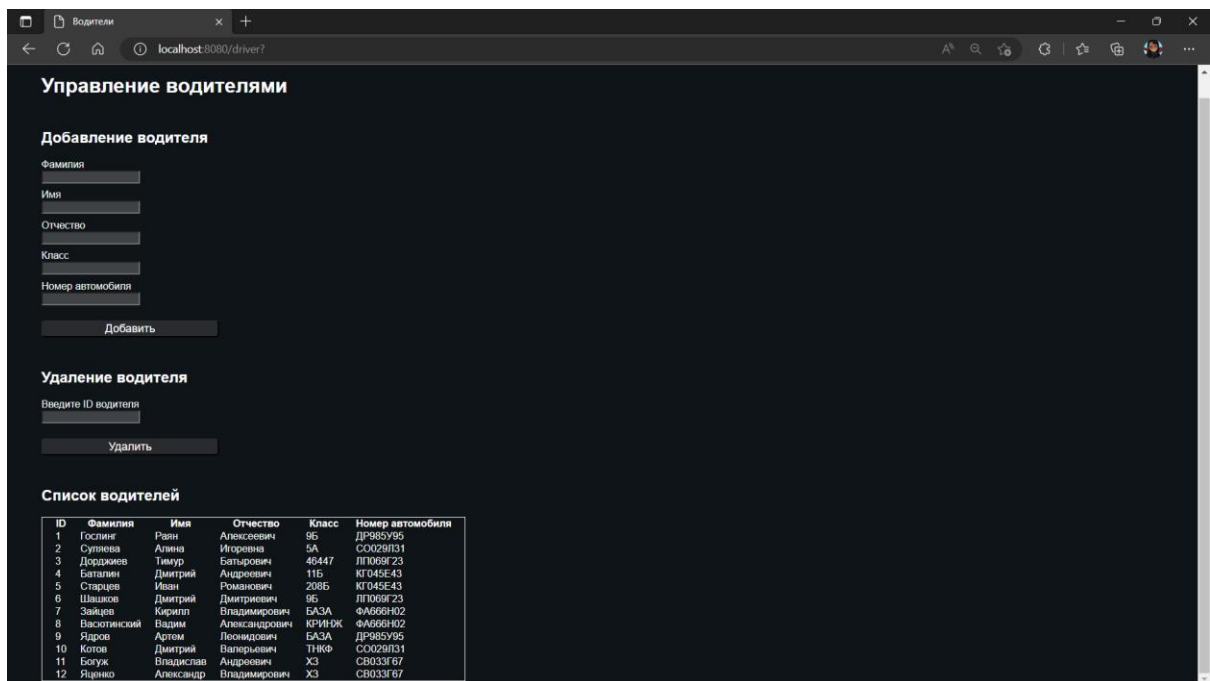 Водители
localhost:8080/driver?
Управление водителями
Добавление водителя
Фамилия
Имя
Отчество
Класс
Номер автомобиля
Добавить
Удаление водителя
Введите ID водителя
Удалить
Список водителей
ID Фамилия Имя Отчество Класс Номер автомобиля
1 Гослинг Раян Алексеевич 9Б ДР985У95
2 Супяева Алина Игоревна 5А СО029Л31
3 Дорджиев Тимур Батырович 46447 ЛП069Г23
4 Баталин Дмитрий Андреевич 11Б КГ045Е43
5 Старцев Иван Романович 208Б КГ045Е43
6 Шашков Дмитрий Дмитриевич 9Б ЛП069Г23
7 Зайцев Кирилл Владимирович БАЗА ФА666Н02
8 Васютинский Вадим Александрович КРИНЖ ФА666Н02
9 Ядров Артем Леонидович БАЗА ДР985У95
10 Котов Дмитрий Валерьевич ТНКФ СО029Л31
11 Богуж Владислав Андреевич ХЗ СВ033Г67
12 Яценко Александр Владимирович ХЗ СВ033Г67